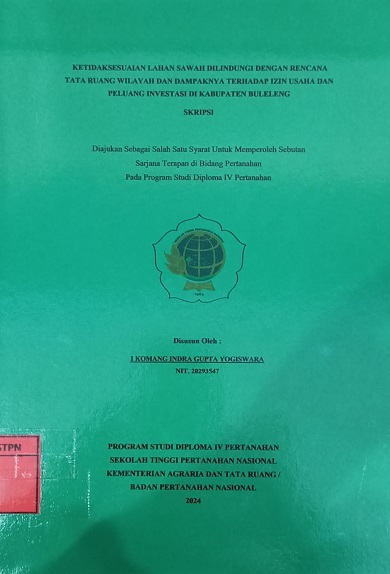 KETIDAKSESUAIAN LAHAN SAWAH DILINDUNGI DENGAN RENCANA
TATA RUANG WILAYAH DAN DAMPAKNYA TERHADAP IZIN USAHA DAN
PELUANG INVESTASI DI KABUPATEN BULELENG
SKRIPSI
Diajukan Sebagai Salah Satu Syarat Untuk Memperoleh Sebutan
Sarjana Terapan di Bidang Pertanahan
Pada Program Studi Diploma IV Pertanahan
Disusun Oleh :
I KOMANG INDRA GUPTA YOGISWARA
NIT. 20293547
STPN
PROGRAM STUDI DIPLOMA IV PERTANAHAN
SEKOLAH TINGGI PERTANAHAN NASIONAL
KEMENTERIAN AGRARIA DAN TATA RUANG /
BADAN PERTANAHAN NASIONAL
2024